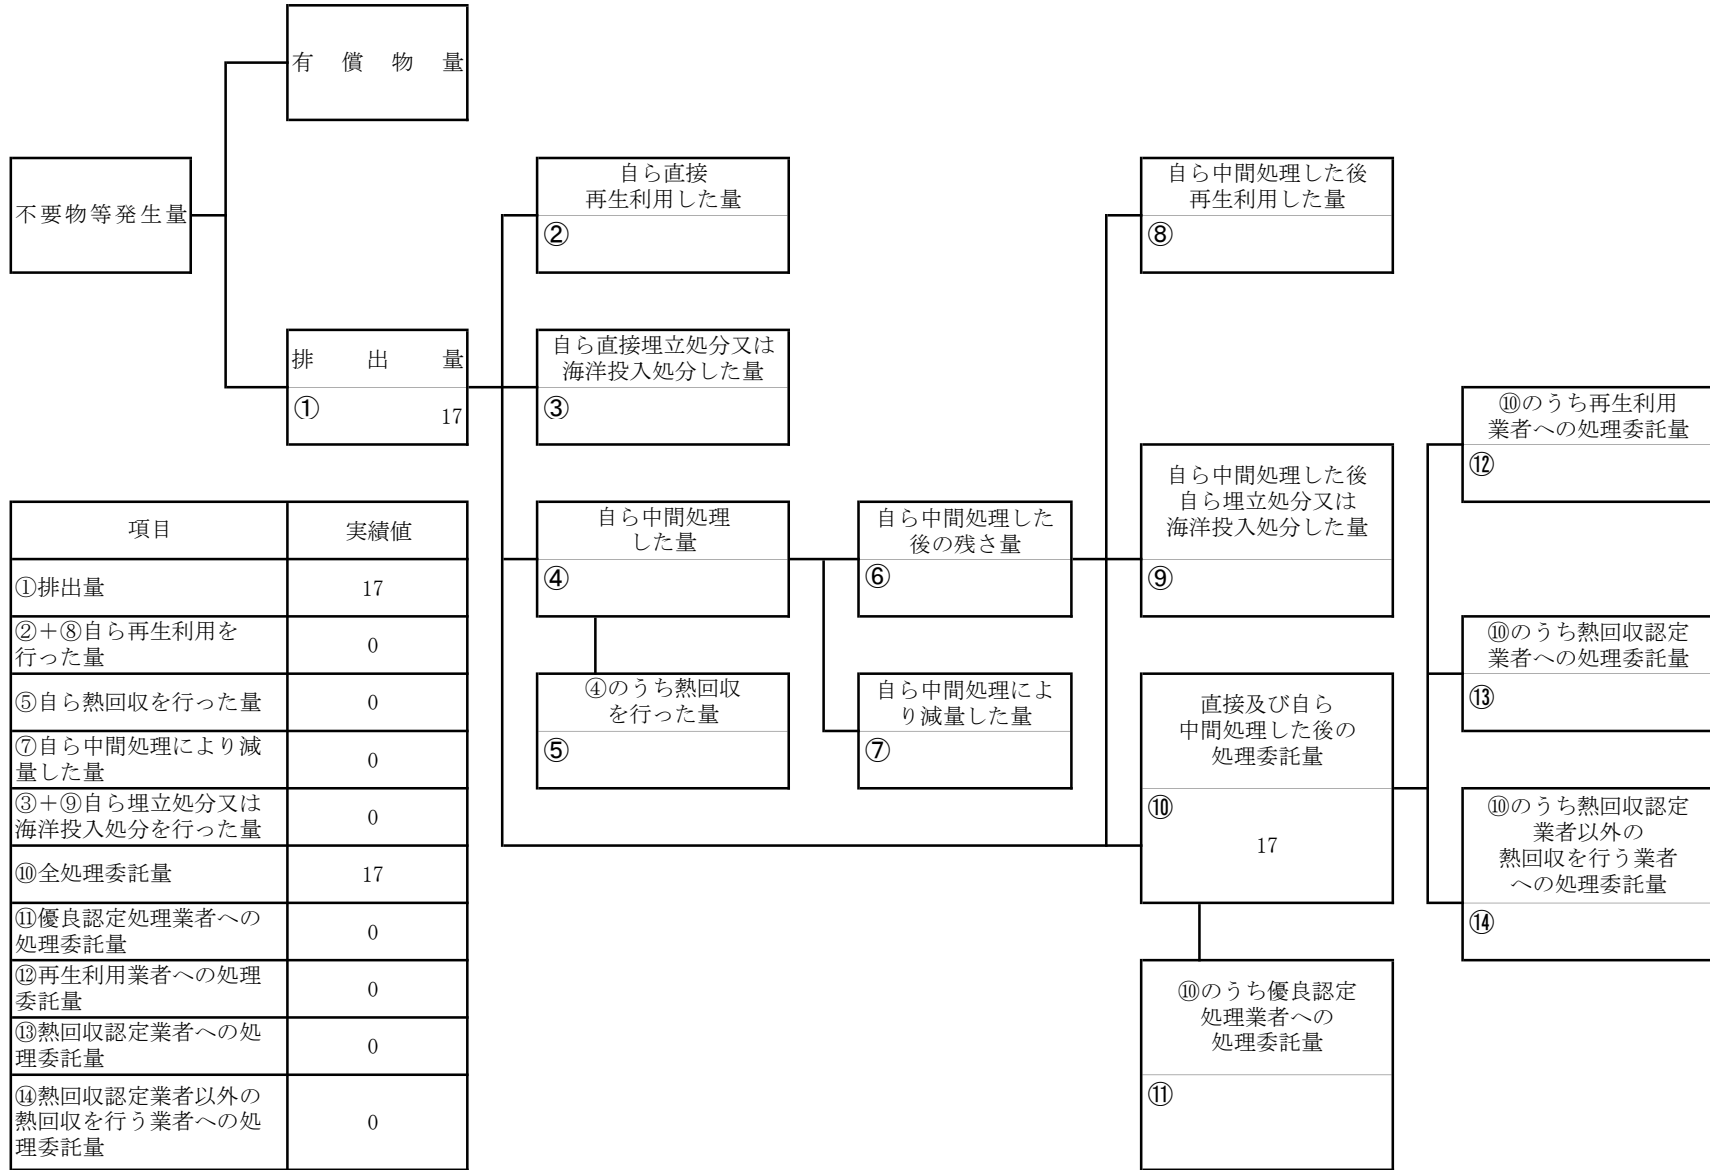 有償物量
不要物等発生量
自ら直接
再生利用した量
②
自ら中間処理した後
再生利用した量
⑧
排出量
① 17
自ら直接埋立処分又は
海洋投入処分した量
③
⑩のうち再生利用
業者への処理委託量
⑫
自ら中間処理
した量
④
自ら中間処理した
後の残さ量
⑥
自ら中間処理した後
自ら埋立処分又は
海洋投入処分した量
⑨
⑩のうち熱回収認定
業者への処理委託量
⑬
④のうち熱回収
を行った量
⑤
自ら中間処理によ
り減量した量
⑦
直接及び自ら
中間処理した後の
処理委託量
⑩
17
⑩のうち熱回収認定
業者以外の
熱回収を行う業者
への処理委託量
⑭
⑩のうち優良認定
処理業者への
処理委託量
⑪
項目 実績値
①排出量 17
②＋⑧自ら再生利用を
行った量 0
⑤自ら熱回収を行った量 0
⑦自ら中間処理により減
量した量 0
③＋⑨自ら埋立処分又は
海洋投入処分を行った量 0
⑩全処理委託量 17
⑪優良認定処理業者への
処理委託量 0
⑫再生利用業者への処理
委託量 0
⑬熱回収認定業者への処
理委託量 0
⑭熱回収認定業者以外の
熱回収を行う業者への処
理委託量 0